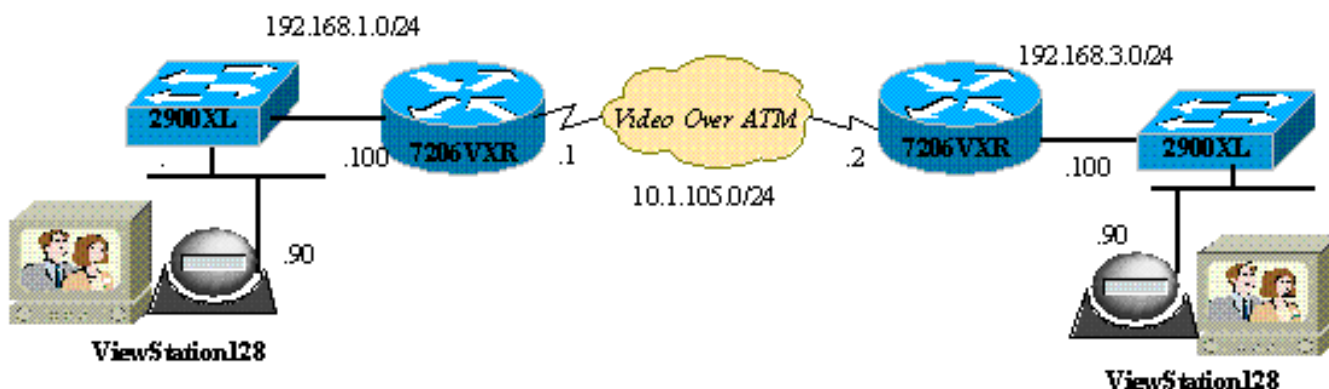 192.168.1.0/24
192.168.3.0/24
2900XL
7206VXR
Video Over ATM
7206VXR
2900XL
.
.100
.1
.2
.100
10.1.105.0/24
.90
.90
ViewStation128
ViewStation128